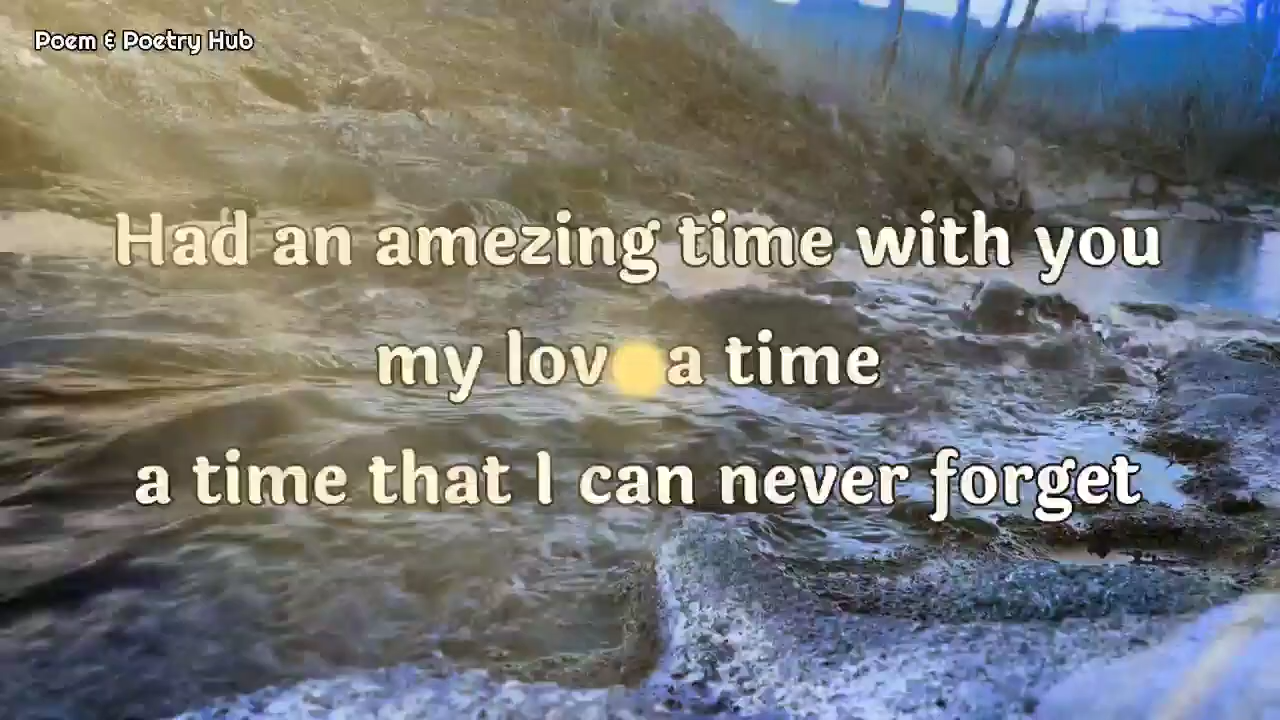 Poem & Poetry Hub
Had an amezing time with you
my a time
a time that I can never forget